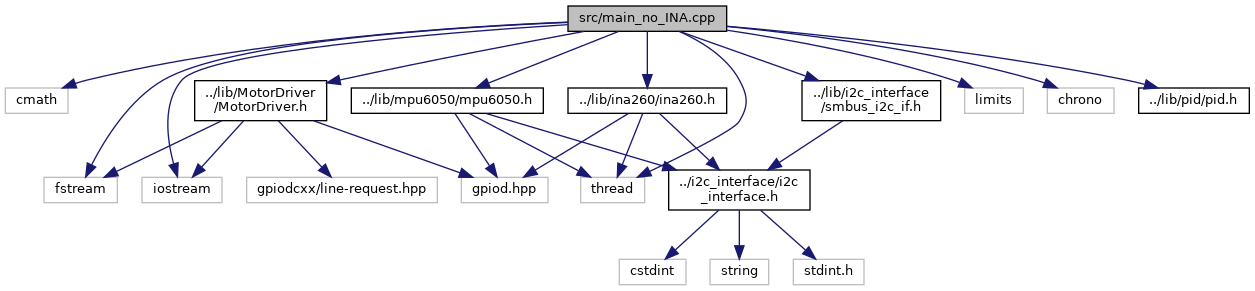 src/main_no_INA.cpp
cmath
../lib/MotorDriver
/MotorDriver.h
../lib/mpu6050/mpu6050.h
../lib/ina260/ina260.h
../lib/i2c_interface
/smbus_i2c_if.h
limits
chrono
../lib/pid/pid.h
fstream
iostream
gpiodcxx/line-request.hpp
gpiod.hpp
thread
../i2c_interface/i2c
_interface.h
cstdint
string
stdint.h